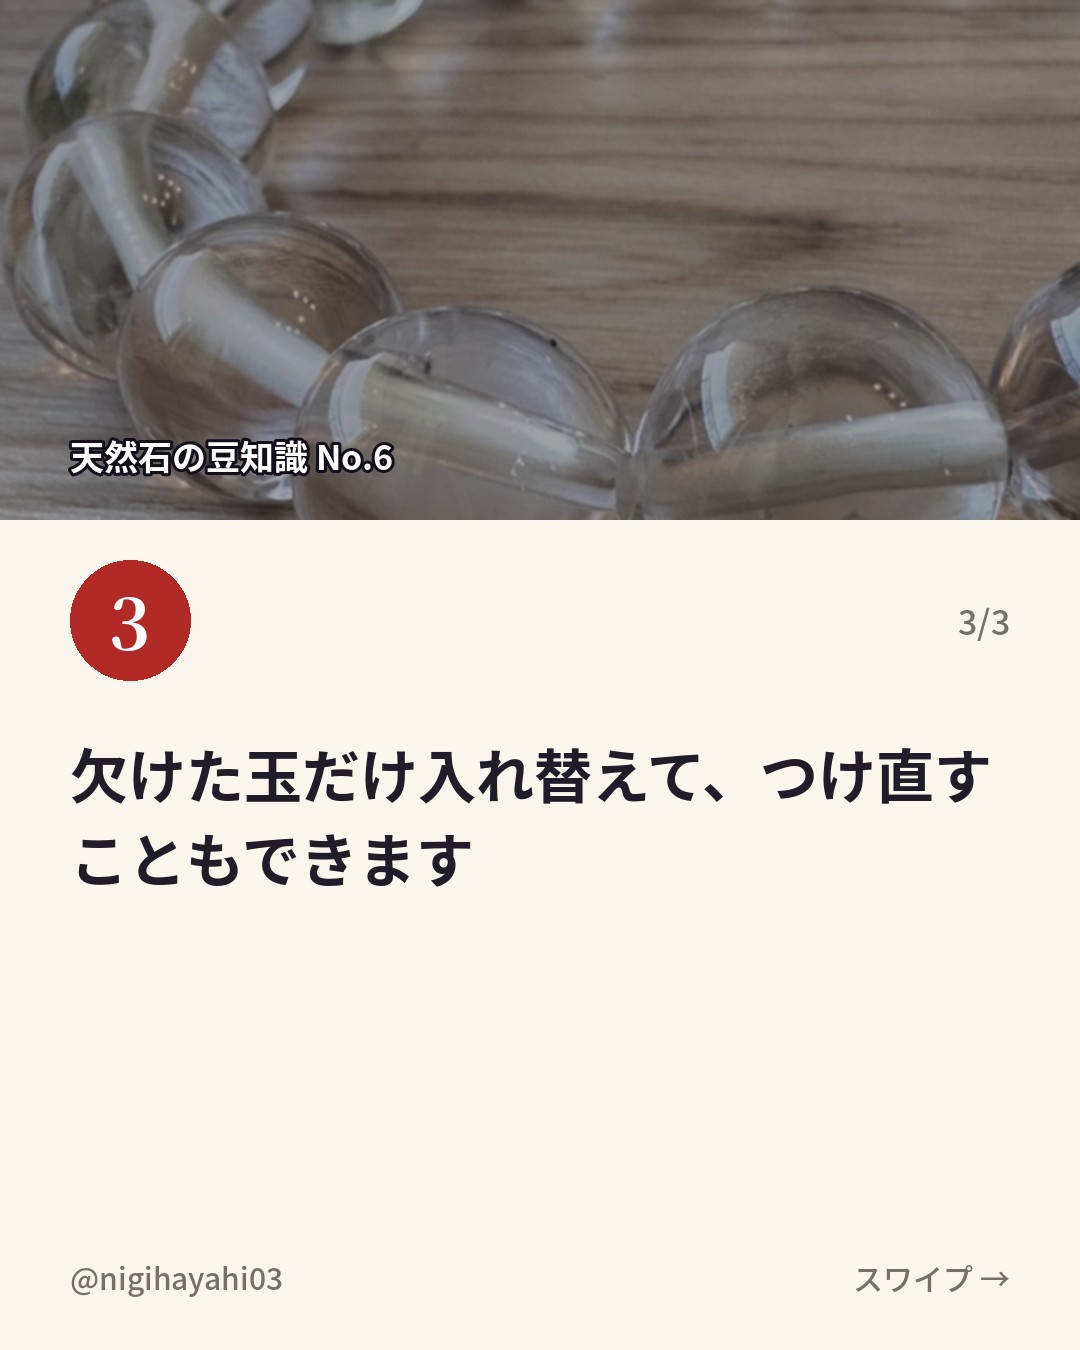 天然石の豆知識 No.6
3
3/3
欠けた玉だけ入れ替えて、つけ直す
こともできます
@nigihayahi03
スワイプ →